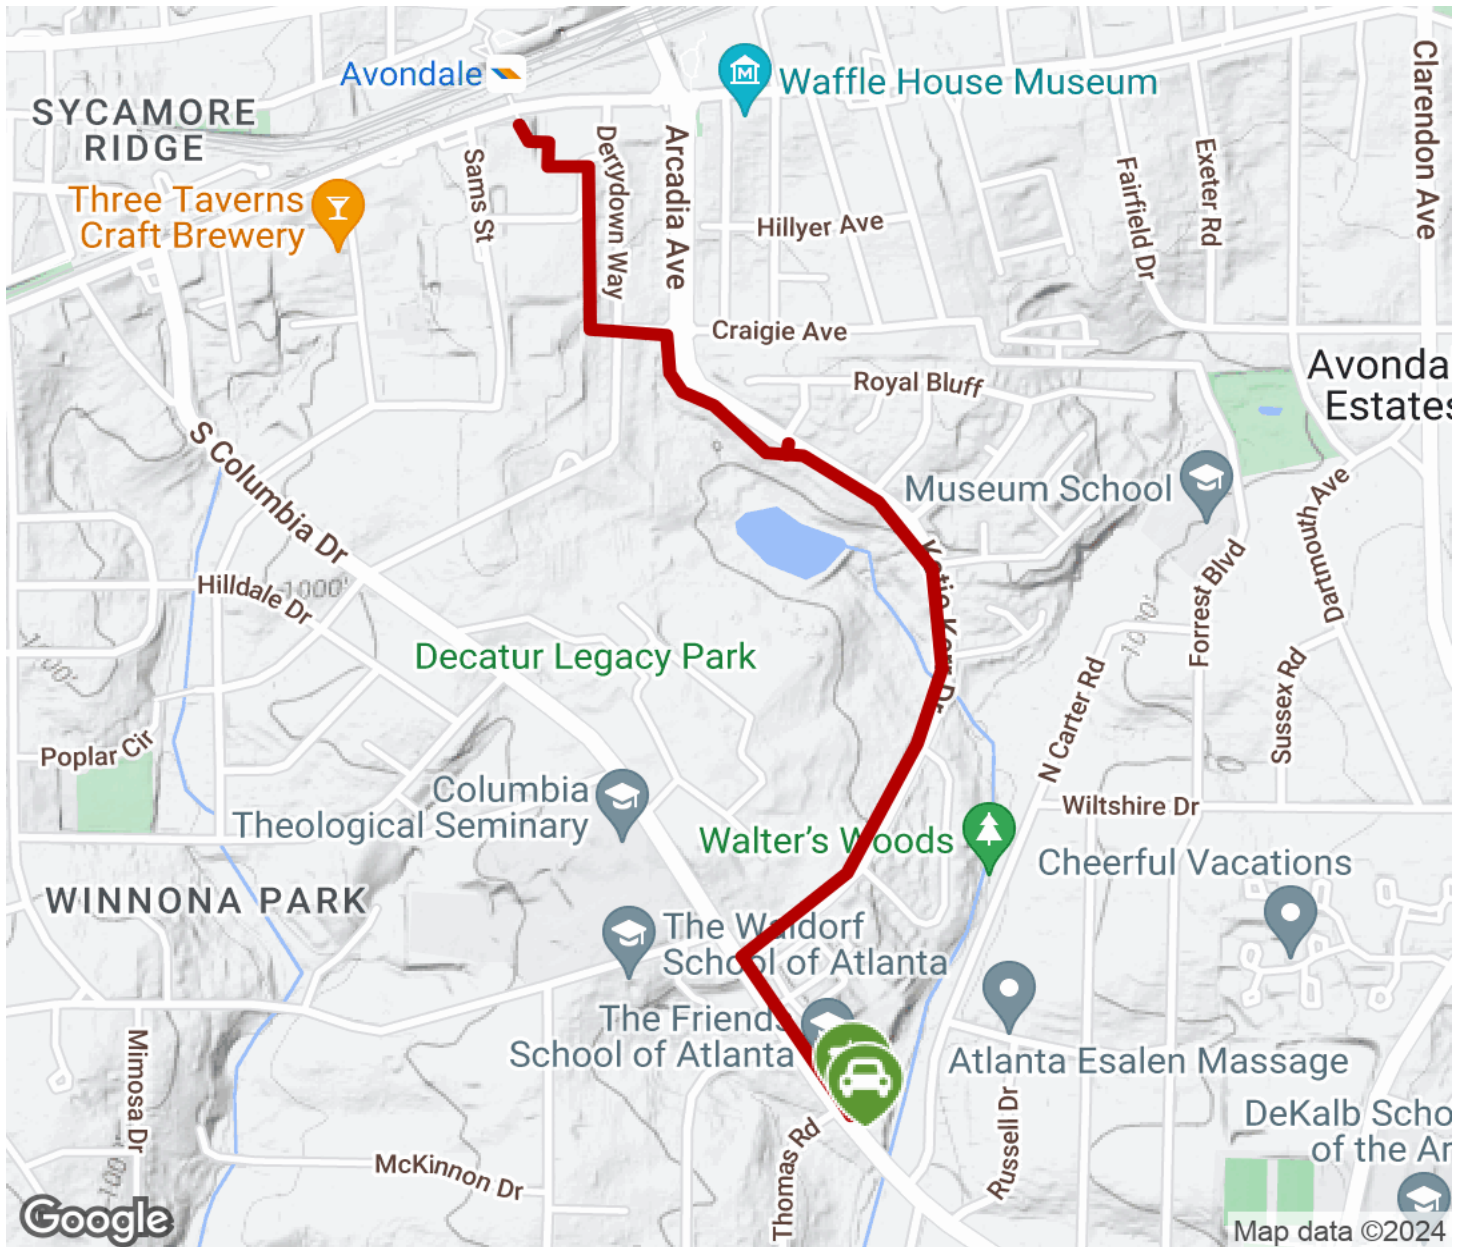 Avondale
Waffle House Museum
SYCAMORE
RIDGE
Clarendon Ave
Three Taverns
Craft Brewery
Sams St
Derrydown Way
Arcadia Ave
Hillyer Ave
Fairfield Dr
Exeter Rd
Craigie Ave
Royal Bluff
Avonda
Estates
S Columbia Dr
Museum School
Dartmouth Ave
Forrest Blvd
Hilldale Dr
1000'
Decatur Legacy Park
Sussex Rd
N Carter Rd
Poplar Cir
Columbia
Theological Seminary
Wiltshire Dr
Walter's Woods
Cheerful Vacations
WINNONA PARK
The Waldorf
School of Atlanta
The Friends
School of Atlanta
Atlanta Esalen Massage
Mimosa Dr
Thomas Rd
Russell Dr
DeKalb Scho
of the Ar
McKinnon Dr
Google
Map data ©2024